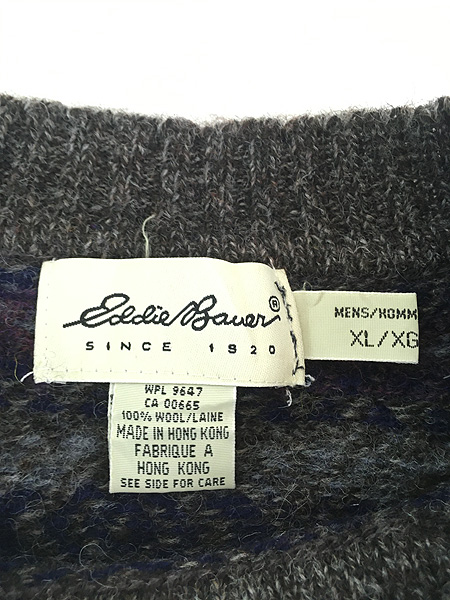 Eddie Bauer®
SINCE 1920
MENS/HOMM
XL/XG
WPL 9647
CA 00665
100% WOOL/LAINE
MADE IN HONG KONG
FABRIQUE A
HONG KONG
SEE SIDE FOR CARE